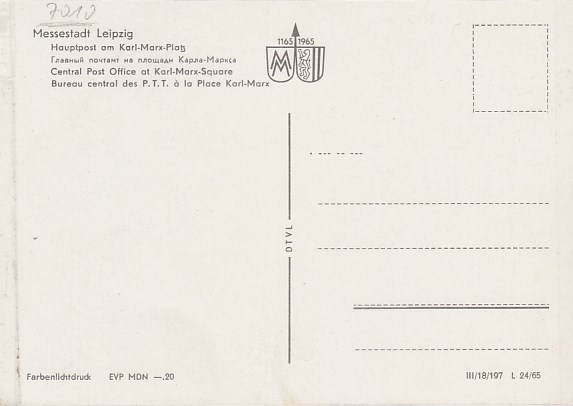 7010
Messestadt Leipzig
Hauptpost am Karl-Marx-Platz
Главный почтамт на площади Карла-Маркса
Central Post Office at Karl-Marx-Square
Bureau central des P.T.T. à la Place Karl-Marx
1165 1965
MM
DTVL
Farbenlichtdruck EVP MDN —.20
III/18/197 L 24/65